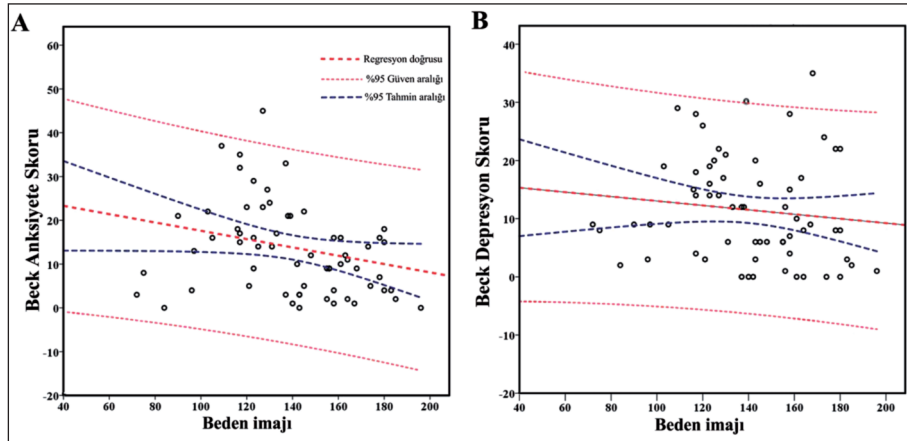 A
Beck Anksiyete Skoru
60
50
40
30
20
10
0
-10
-20
40 60 80 100 120 140 160 180 200
Beden imajı
Regresyon doğrusu
%95 Güven aralığı
%95 Tahmin aralığı
B
Beck Depresyon Skoru
40
30
20
10
0
-10
-20
40 60 80 100 120 140 160 180 200
Beden imajı